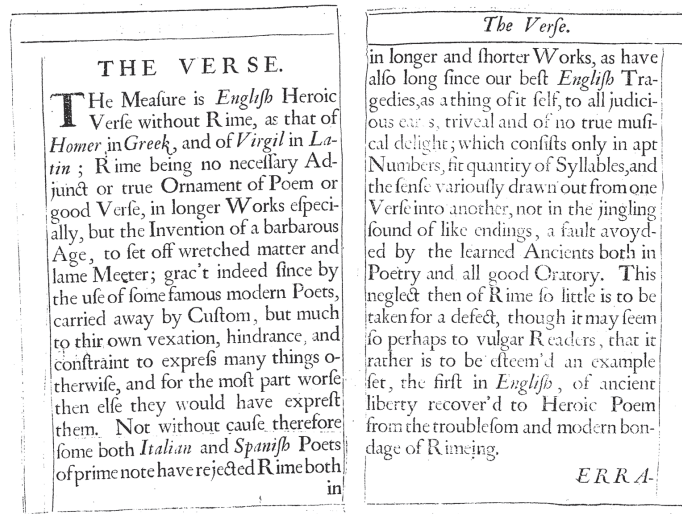 THE VERSE.
THe Meaſure is Engliſh Heroic
Verſe without Rime, as that of
Homer in Greek, and of Virgil in La-
tin ; Rime being no neceſſary Ad-
junct or true Ornament of Poem or
good Verſe, in longer Works eſpeci-
ally, but the Invention of a barbarous
Age, to ſet off wretched matter and
lame Meeter; grac't indeed ſince by
the uſe of ſome famous modern Poets,
carried away by Cuſtom, but much
to thir own vexation, hindrance, and
conſtraint to expreſs many things o-
therwiſe, and for the moſt part worſe
then elſe they would have expreſt
them. Not without cauſe therefore
ſome both Italian and Spaniſh Poets
of prime note have rejected Rime both
in
The Verſe.
in longer and ſhorter Works, as have
alſo long ſince our beſt Engliſh Tra-
gedies, as a thing of it ſelf, to all judici-
ous ears, triveal and of no true muſi-
cal delight; which conſiſts only in apt
Numbers, fit quantity of Syllables, and
the ſenſe variouſly drawn out from one
Verſe into another, not in the jingling
ſound of like endings, a fault avoyd-
ed by the learned Ancients both in
Poetry and all good Oratory. This
neglect then of Rime ſo little is to be
taken for a defect, though it may ſeem
ſo perhaps to vulgar Readers, that it
rather is to be eſteem'd an example
ſet, the firſt in Engliſh, of ancient
liberty recover'd to Heroic Poem
from the troubleſom and modern bon-
dage of Rimeing.
ERRA-